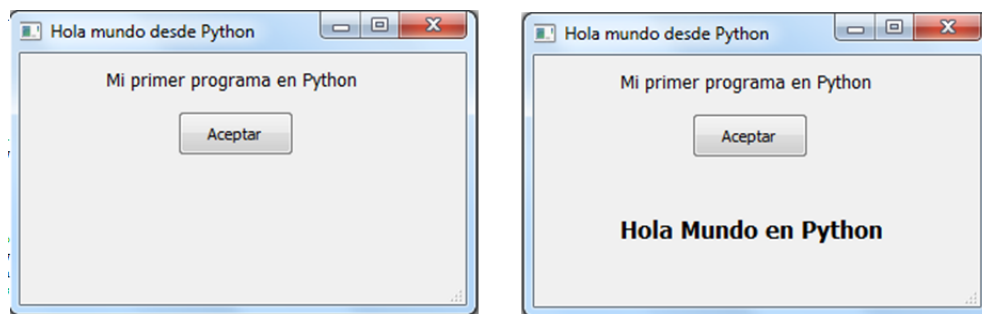 Hola mundo desde Python
Mi primer programa en Python
Aceptar
Hola mundo desde Python
Mi primer programa en Python
Aceptar
Hola Mundo en Python